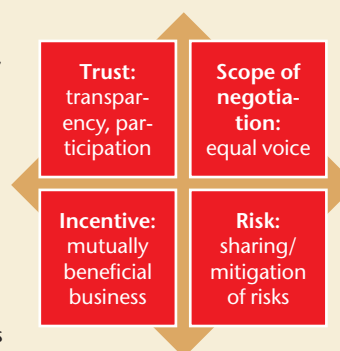 Trust:
transpar-
ency, par-
ticipation
Scope of
negotia-
tion:
equal voice
Incentive:
mutually
beneficial
business
Risk:
sharing/
mitigation
of risks
s